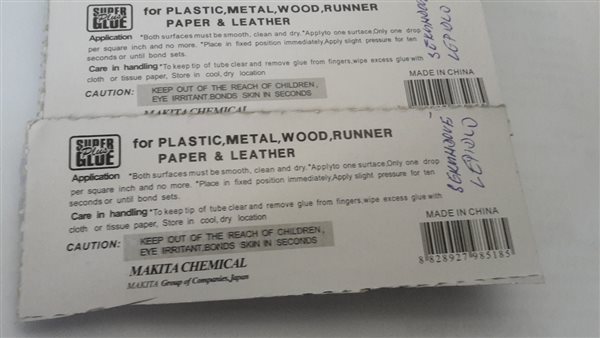 SUPER
Plus
GLUE
for PLASTIC,METAL,WOOD,RUNNER
PAPER & LEATHER
Application *Both surfaces must be smooth, clean and dry.*Applyto one surface,Only one drop
per square inch and no more. *Place in fixed position immediately,Apply slight pressure for ten
seconds or until bond sets.
Care in handling *To keep tip of tube clear and remove glue from fingers,wipe excess glue with
cloth or tissue paper, Store in cool,dry location
MADE IN CHINA
CAUTION: KEEP OUT OF THE REACH OF CHILDREN,
EYE IRRITANT,BONDS SKIN IN SECONDS
MAKITA CHEMICAL
SUPER
Plus
GLUE
for PLASTIC,METAL,WOOD,RUNNER
PAPER & LEATHER
Application *Both surfaces must be smooth, clean and dry.*Applyto one surtace,Only one drop
per square inch and no more. *Place in fixed position immediately,Apply slight pressure for ten
seconds or until bond sets.
Care in handling *To keep tip of tube clear and remove glue from fingers,wipe excess glue with
cloth or tissue paper, Store in cool,dry location
MADE IN CHINA
CAUTION: KEEP OUT OF THE REACH OF CHILDREN,
EYE IRRITANT,BONDS SKIN IN SECONDS
MAKITA CHEMICAL
MAKITA Group of Companies,Japan
8 828927 985185
LEPILO